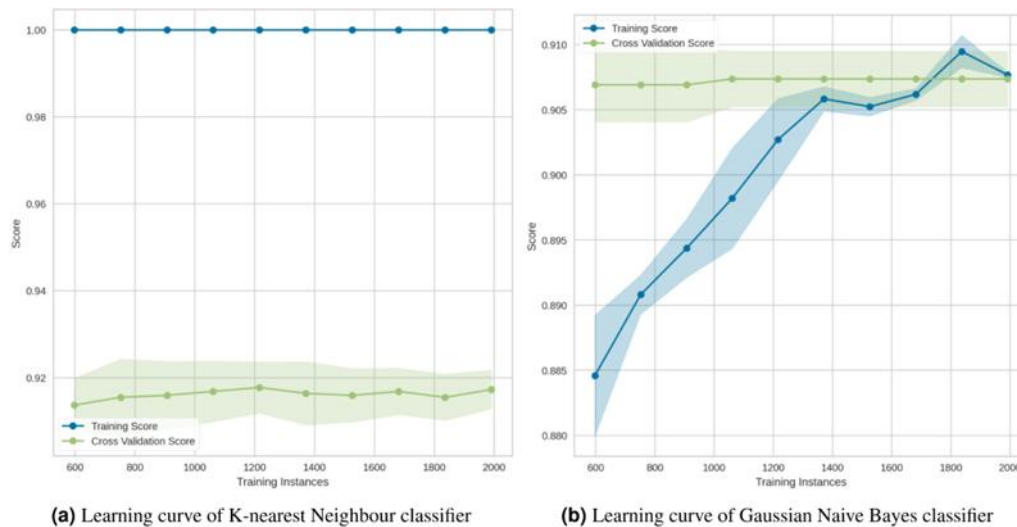 1.00
0.98
0.96
0.94
0.92
Score
Training Score
Cross Validation Score
600 800 1000 1200 1400 1600 1800 2000
Training Instances
(a) Learning curve of K-nearest Neighbour classifier
Training Score
Cross Validation Score
0.910
0.905
0.900
0.895
0.890
0.885
0.880
Score
600 800 1000 1200 1400 1600 1800 2000
Training Instances
(b) Learning curve of Gaussian Naive Bayes classifier